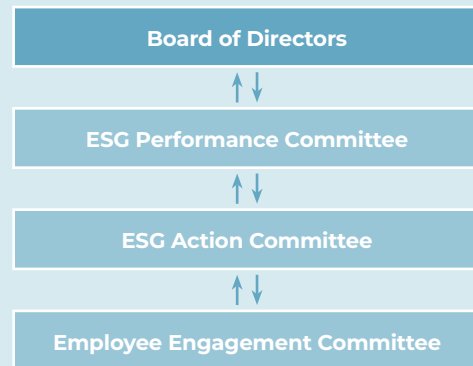 Board of Directors
ESG Performance Committee
ESG Action Committee
Employee Engagement Committee